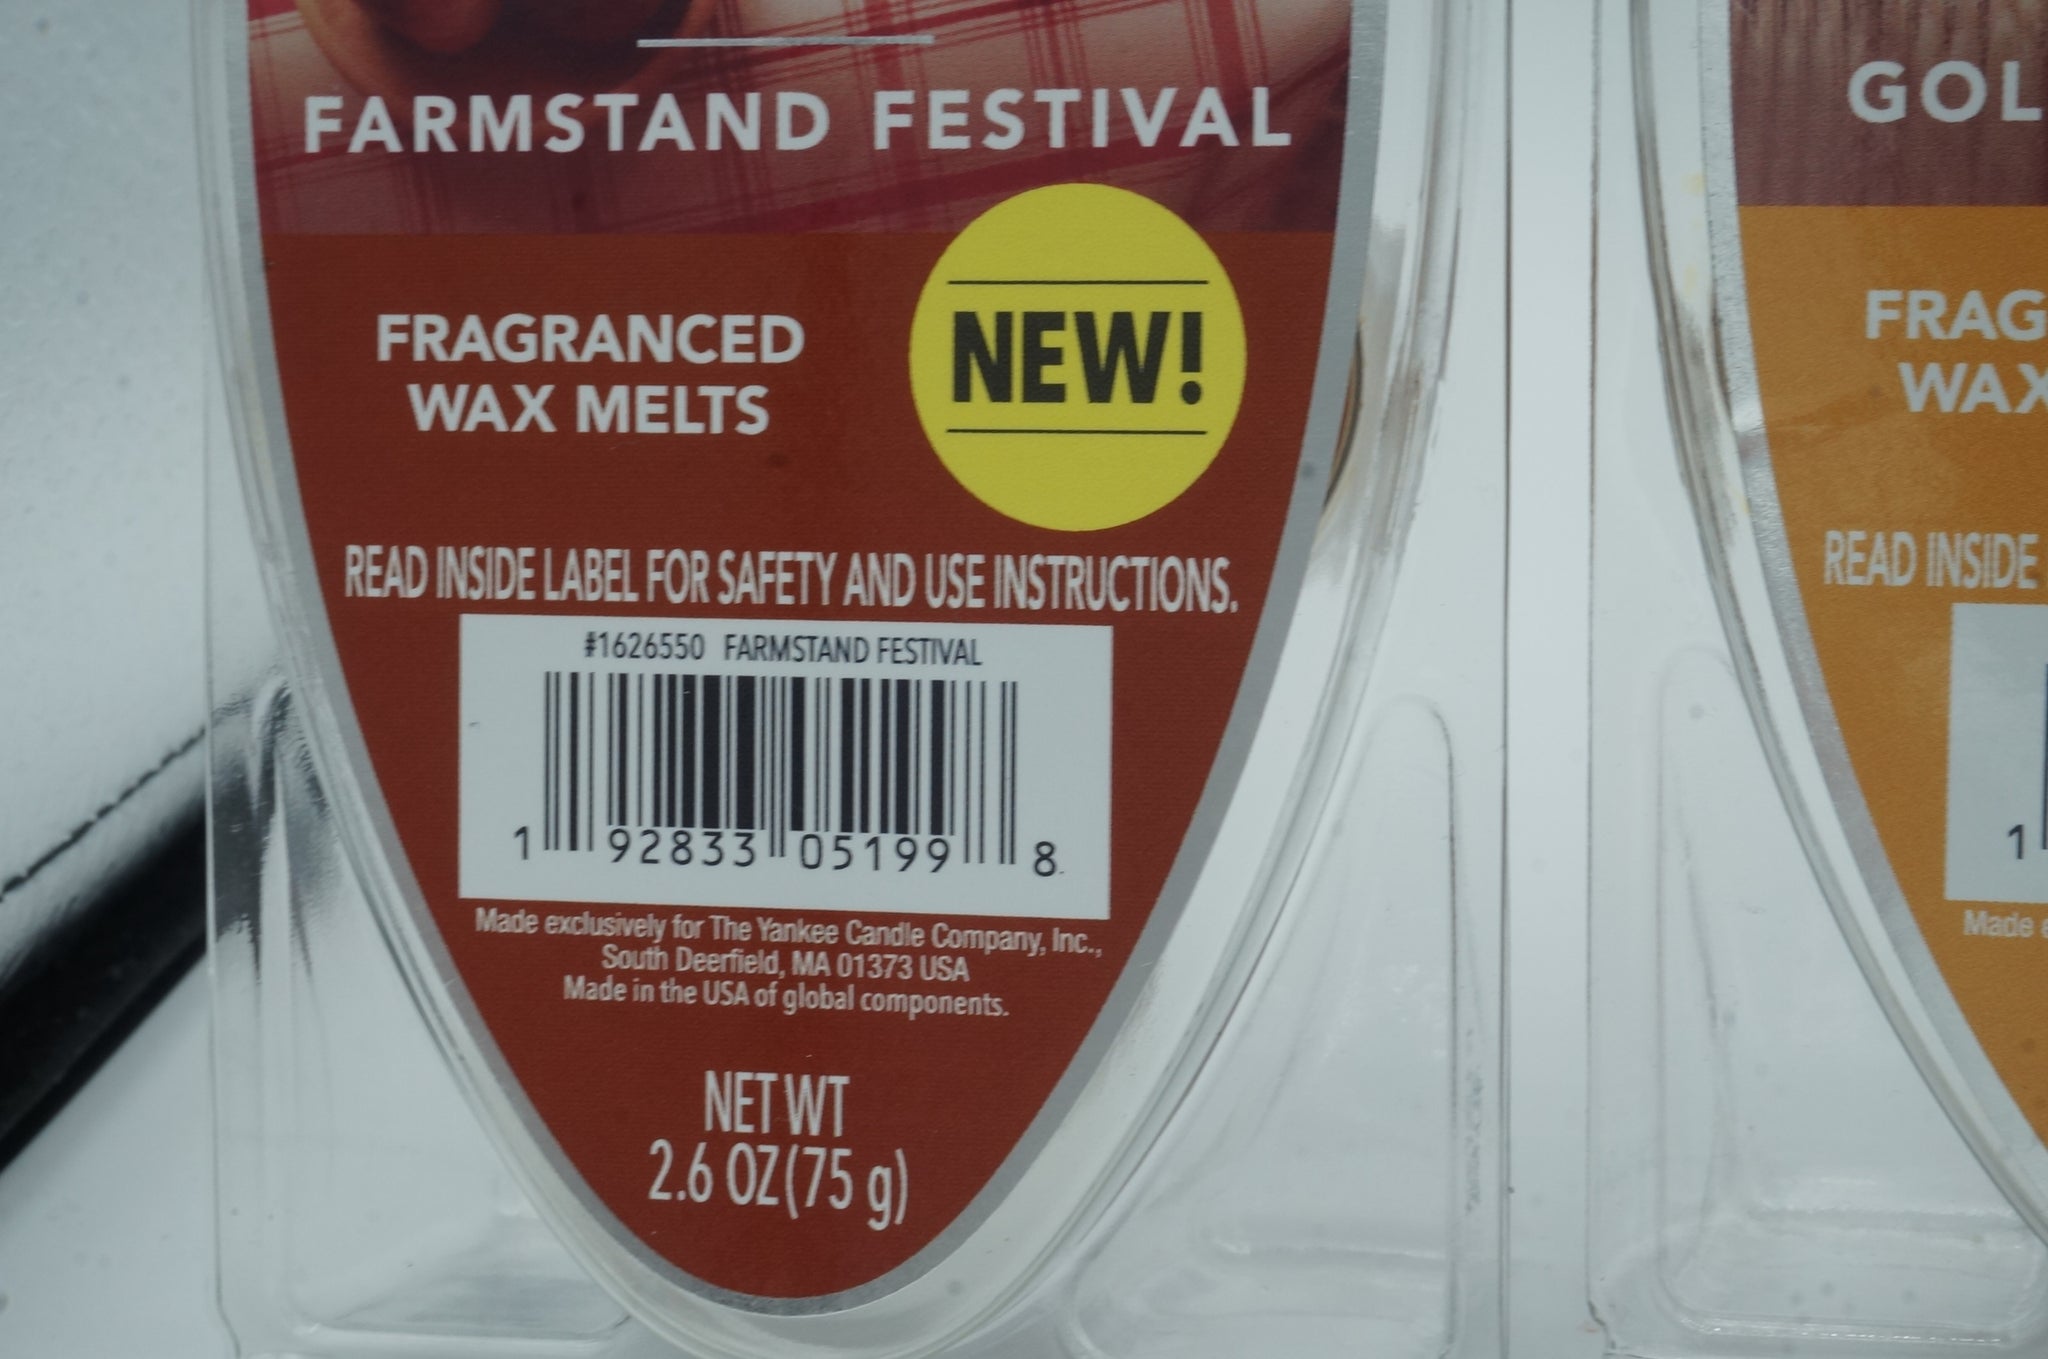 FARMSTAND FESTIVAL
FRAGRANCED
WAX MELTS
NEW!
READ INSIDE LABEL FOR SAFETY AND USE INSTRUCTIONS.
#1626550 FARMSTAND FESTIVAL
1 92833 05199 8
Made exclusively for The Yankee Candle Company, Inc.,
South Deerfield, MA 01373 USA
Made in the USA of global components.
NET WT
2.6 OZ (75 g)
GOL
FRAG
WAX
READ INSIDE
1
Made